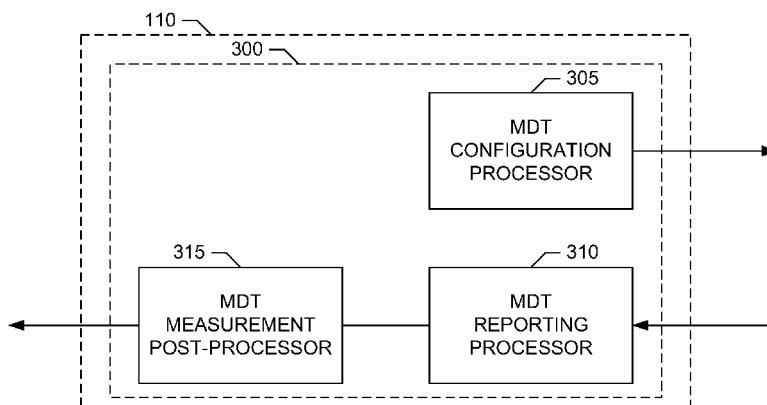 110
300
305
MDT
CONFIGURATION
PROCESSOR
315
MDT
MEASUREMENT
POST-PROCESSOR
310
MDT
REPORTING
PROCESSOR